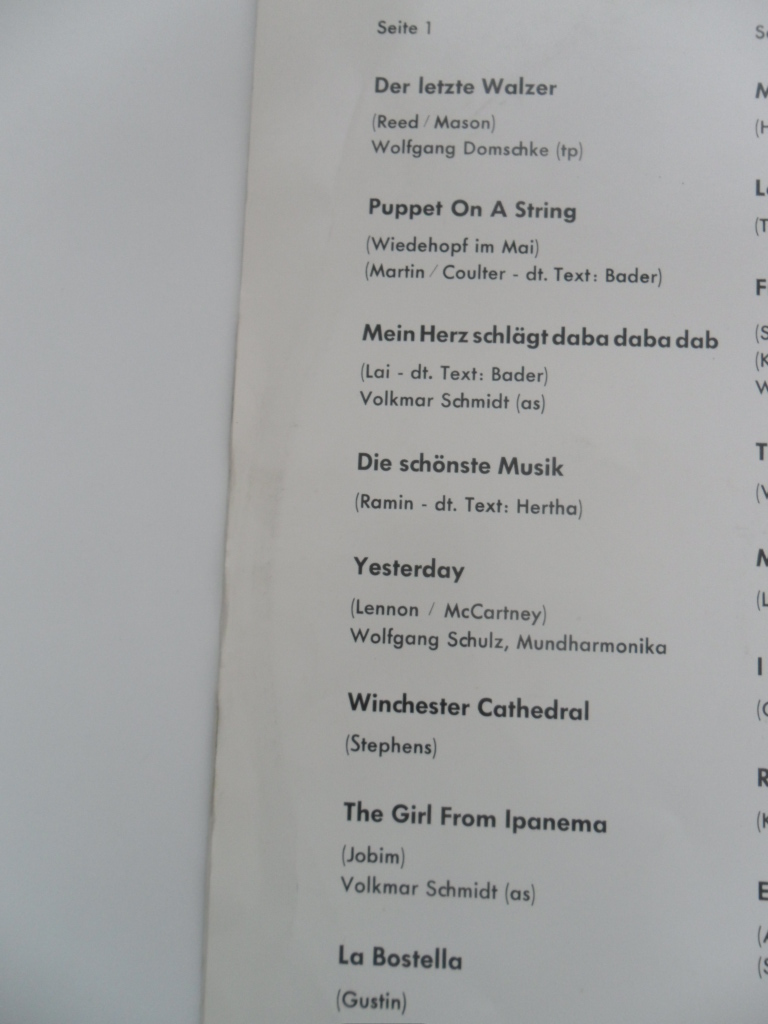 Seite 1
Der letzte Walzer
(Reed / Mason)
Wolfgang Domschke (tp)
Puppet On A String
(Wiedehopf im Mai)
(Martin / Coulter - dt. Text: Bader)
Mein Herz schlägt daba daba dab
(Lai - dt. Text: Bader)
Volkmar Schmidt (as)
Die schönste Musik
(Ramin - dt. Text: Hertha)
Yesterday
(Lennon / McCartney)
Wolfgang Schulz, Mundharmonika
Winchester Cathedral
(Stephens)
The Girl From Ipanema
(Jobim)
Volkmar Schmidt (as)
La Bostella
(Gustin)